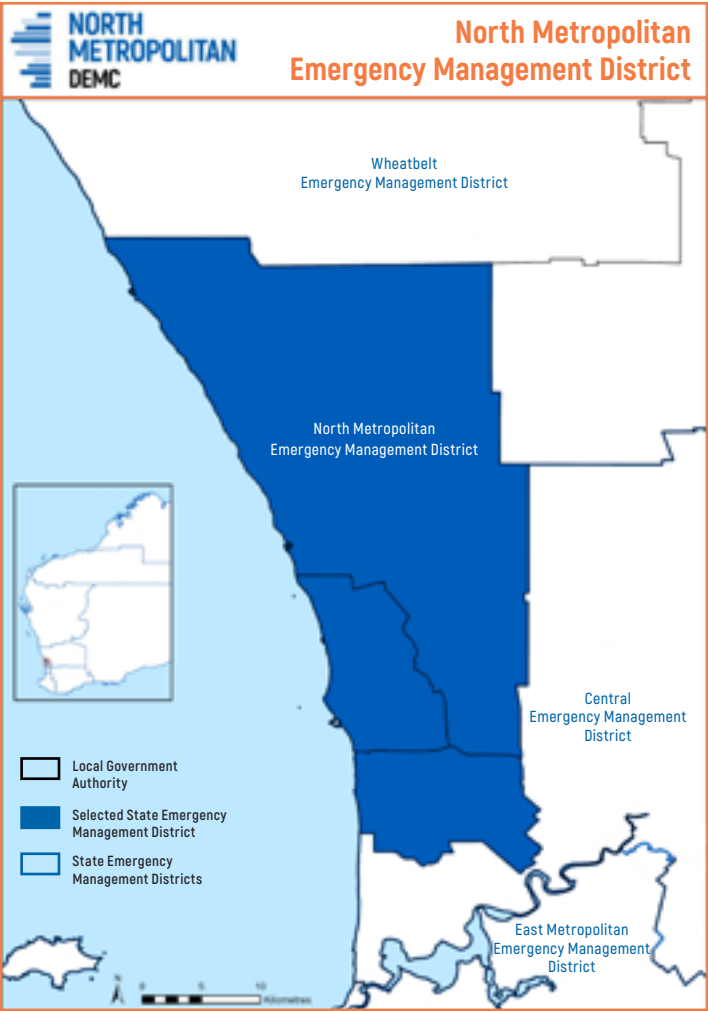 NORTH
METROPOLITAN
DEMC
North Metropolitan
Emergency Management District
Wheatbelt
Emergency Management District
North Metropolitan
Emergency Management District
Central
Emergency Management
District
Local Government
Authority
Selected State Emergency
Management District
State Emergency
Management Districts
East Metropolitan
Emergency Management
District
N
0 5 10
Kilometres